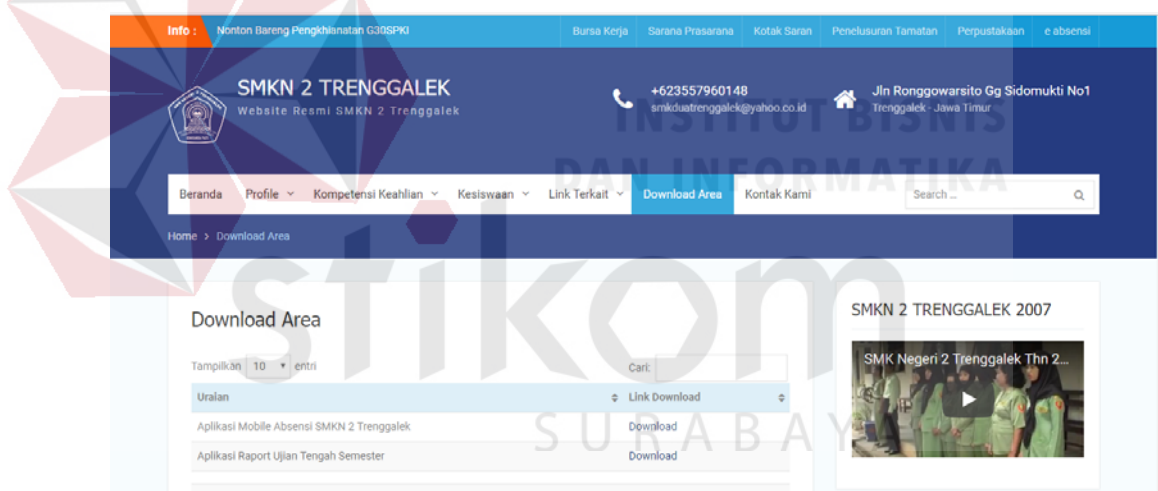 Info : Nonton Bareng Pengkhianatan G30SPKI Bursa Kerja Sarana Prasarana Kotak Saran Penelusuran Tamatan Perpustakaan e absensi
SMKN 2 TRENGGALEK
Website Resmi SMKN 2 Trenggalek
+623557960148
smkduatrenggalek@yahoo.co.id
Jln Ronggowarsito Gg Sidomukti No1
Trenggalek - Jawa Timur
INSTITUT BISNIS
DAN INFORMATIKA
Beranda Profile Kompetensi Keahlian Kesiswaan Link Terkait Download Area Kontak Kami Search ...
Home > Download Area
stikom
SURABAYA
Download Area
Tampilkan 10 entri Cari:
Uraian Link Download
Aplikasi Mobile Absensi SMKN 2 Trenggalek Download
Aplikasi Raport Ujian Tengah Semester Download
SMKN 2 TRENGGALEK 2007
SMK Negeri 2 Trenggalek Thn 2...